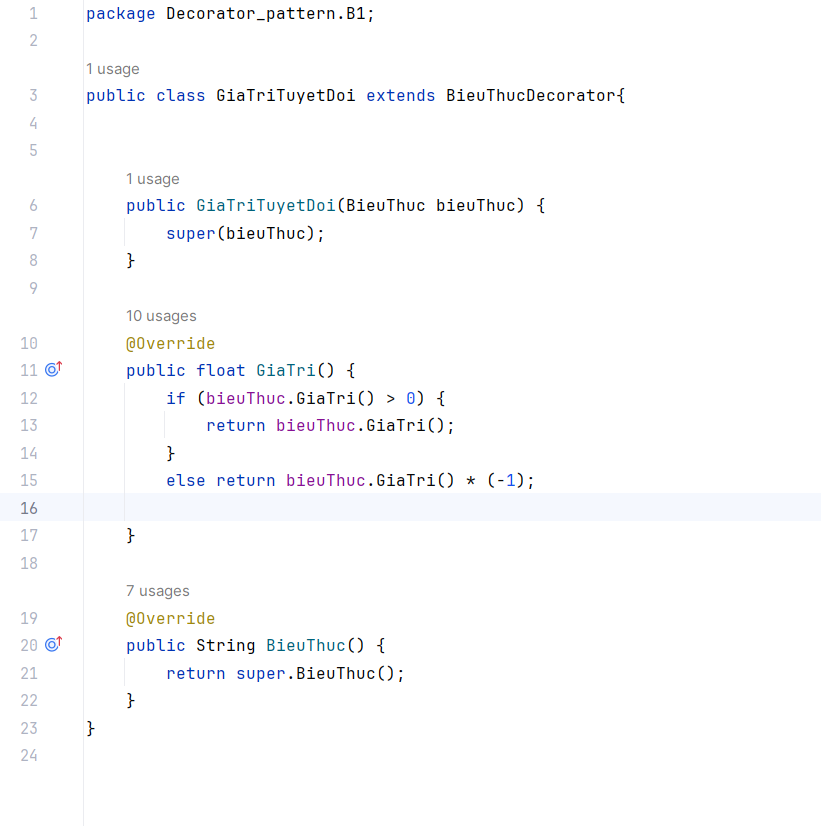 1 package Decorator_pattern.B1;
2
1 usage
3 public class GiaTriTuyetDoi extends BieuThucDecorator{
4
5
1 usage
6 public GiaTriTuyetDoi(BieuThuc bieuThuc) {
7 super(bieuThuc);
8 }
9
10 usages
10 @Override
11 public float GiaTri() {
12 if (bieuThuc.GiaTri() > 0) {
13 return bieuThuc.GiaTri();
14 }
15 else return bieuThuc.GiaTri() * (-1);
16
17 }
18
7 usages
19 @Override
20 public String BieuThuc() {
21 return super.BieuThuc();
22 }
23 }
24